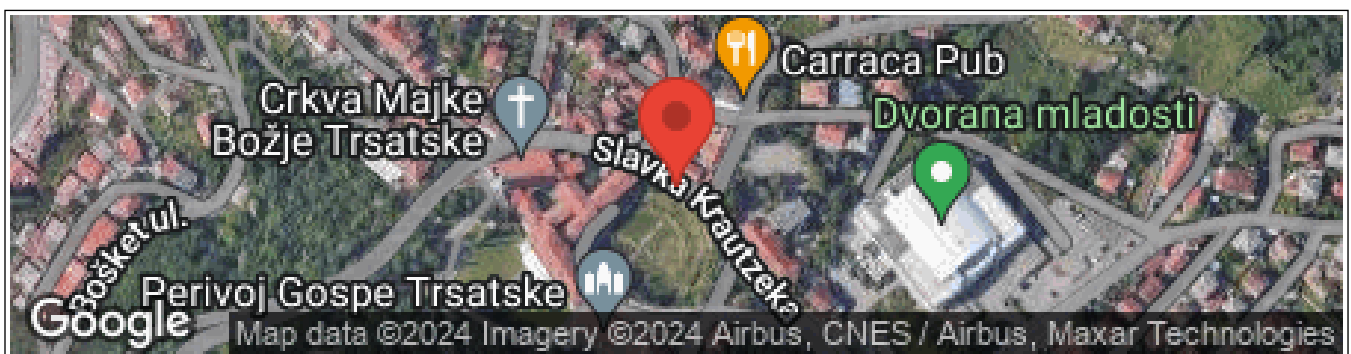 Carraca Pub
Crkva Majke
Božje Trsatske
Dvorana mladosti
Slavka Krautzeka
Bošket ul.
Perivoj Gospe Trsatske
Google
Map data ©2024 Imagery ©2024 Airbus, CNES / Airbus, Maxar Technologies